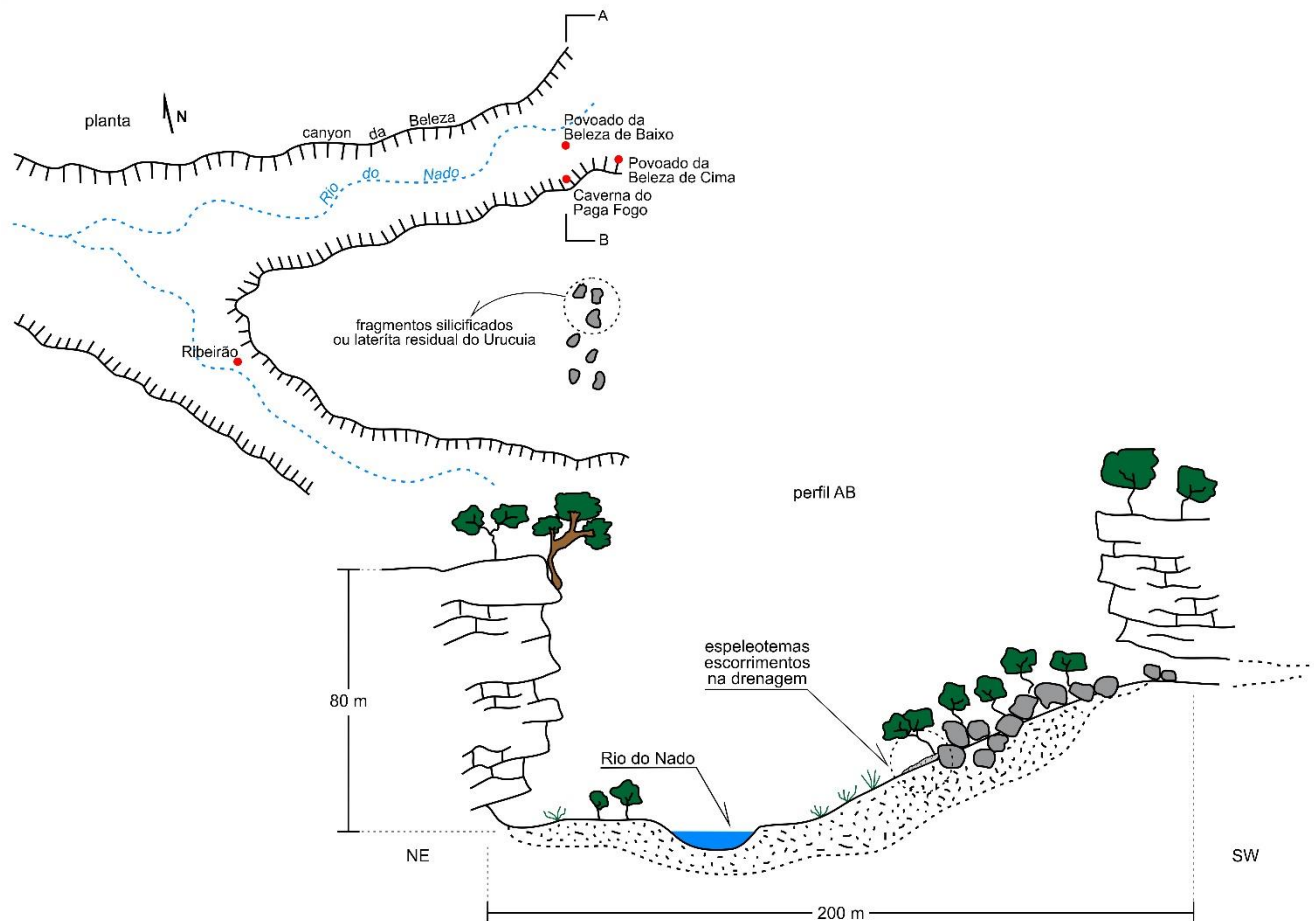 A
planta
N
canyon da Beleza
Povoado da
Beleza de Baixo
Rio do Nado
Povoado da
Beleza de Cima
Caverna do
Paga Fogo
B
fragmentos silicificados
ou laterita residual do Urucuia
Ribeirão
perfil AB
espeleotemas
escorrimentos
na drenagem
80 m
Rio do Nado
NE
SW
200 m